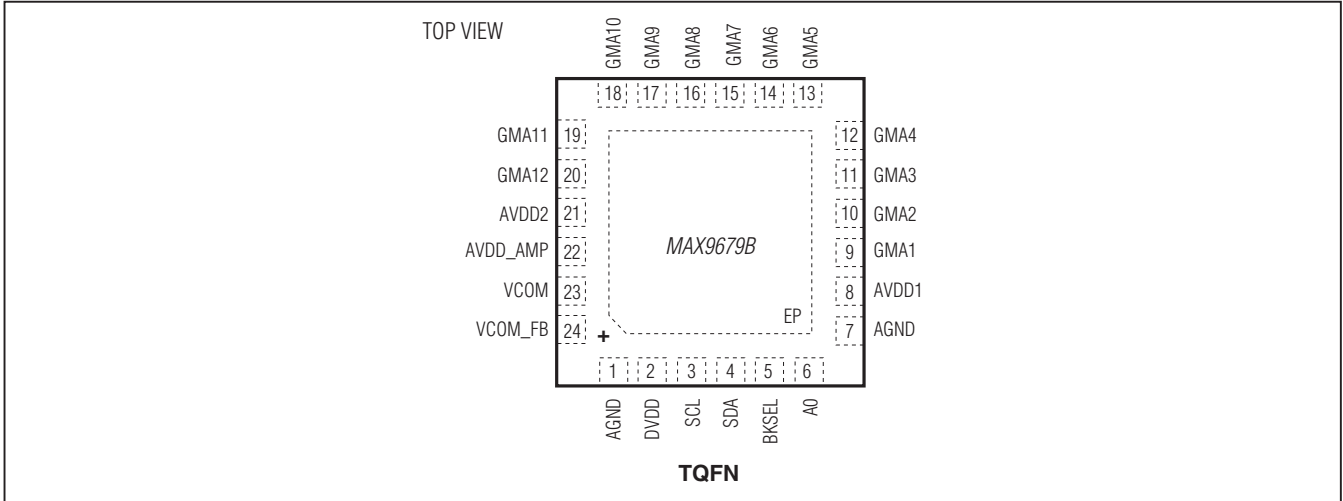 TOP VIEW
GMA10 GMA9 GMA8 GMA7 GMA6 GMA5
18 17 16 15 14 13
GMA11 19 12 GMA4
GMA12 20 11 GMA3
AVDD2 21 10 GMA2
AVDD_AMP 22 MAX9679B 9 GMA1
VCOM 23 8 AVDD1
VCOM_FB 24 + EP 7 AGND
1 2 3 4 5 6
AGND DVDD SCL SDA BKSEL A0
TQFN